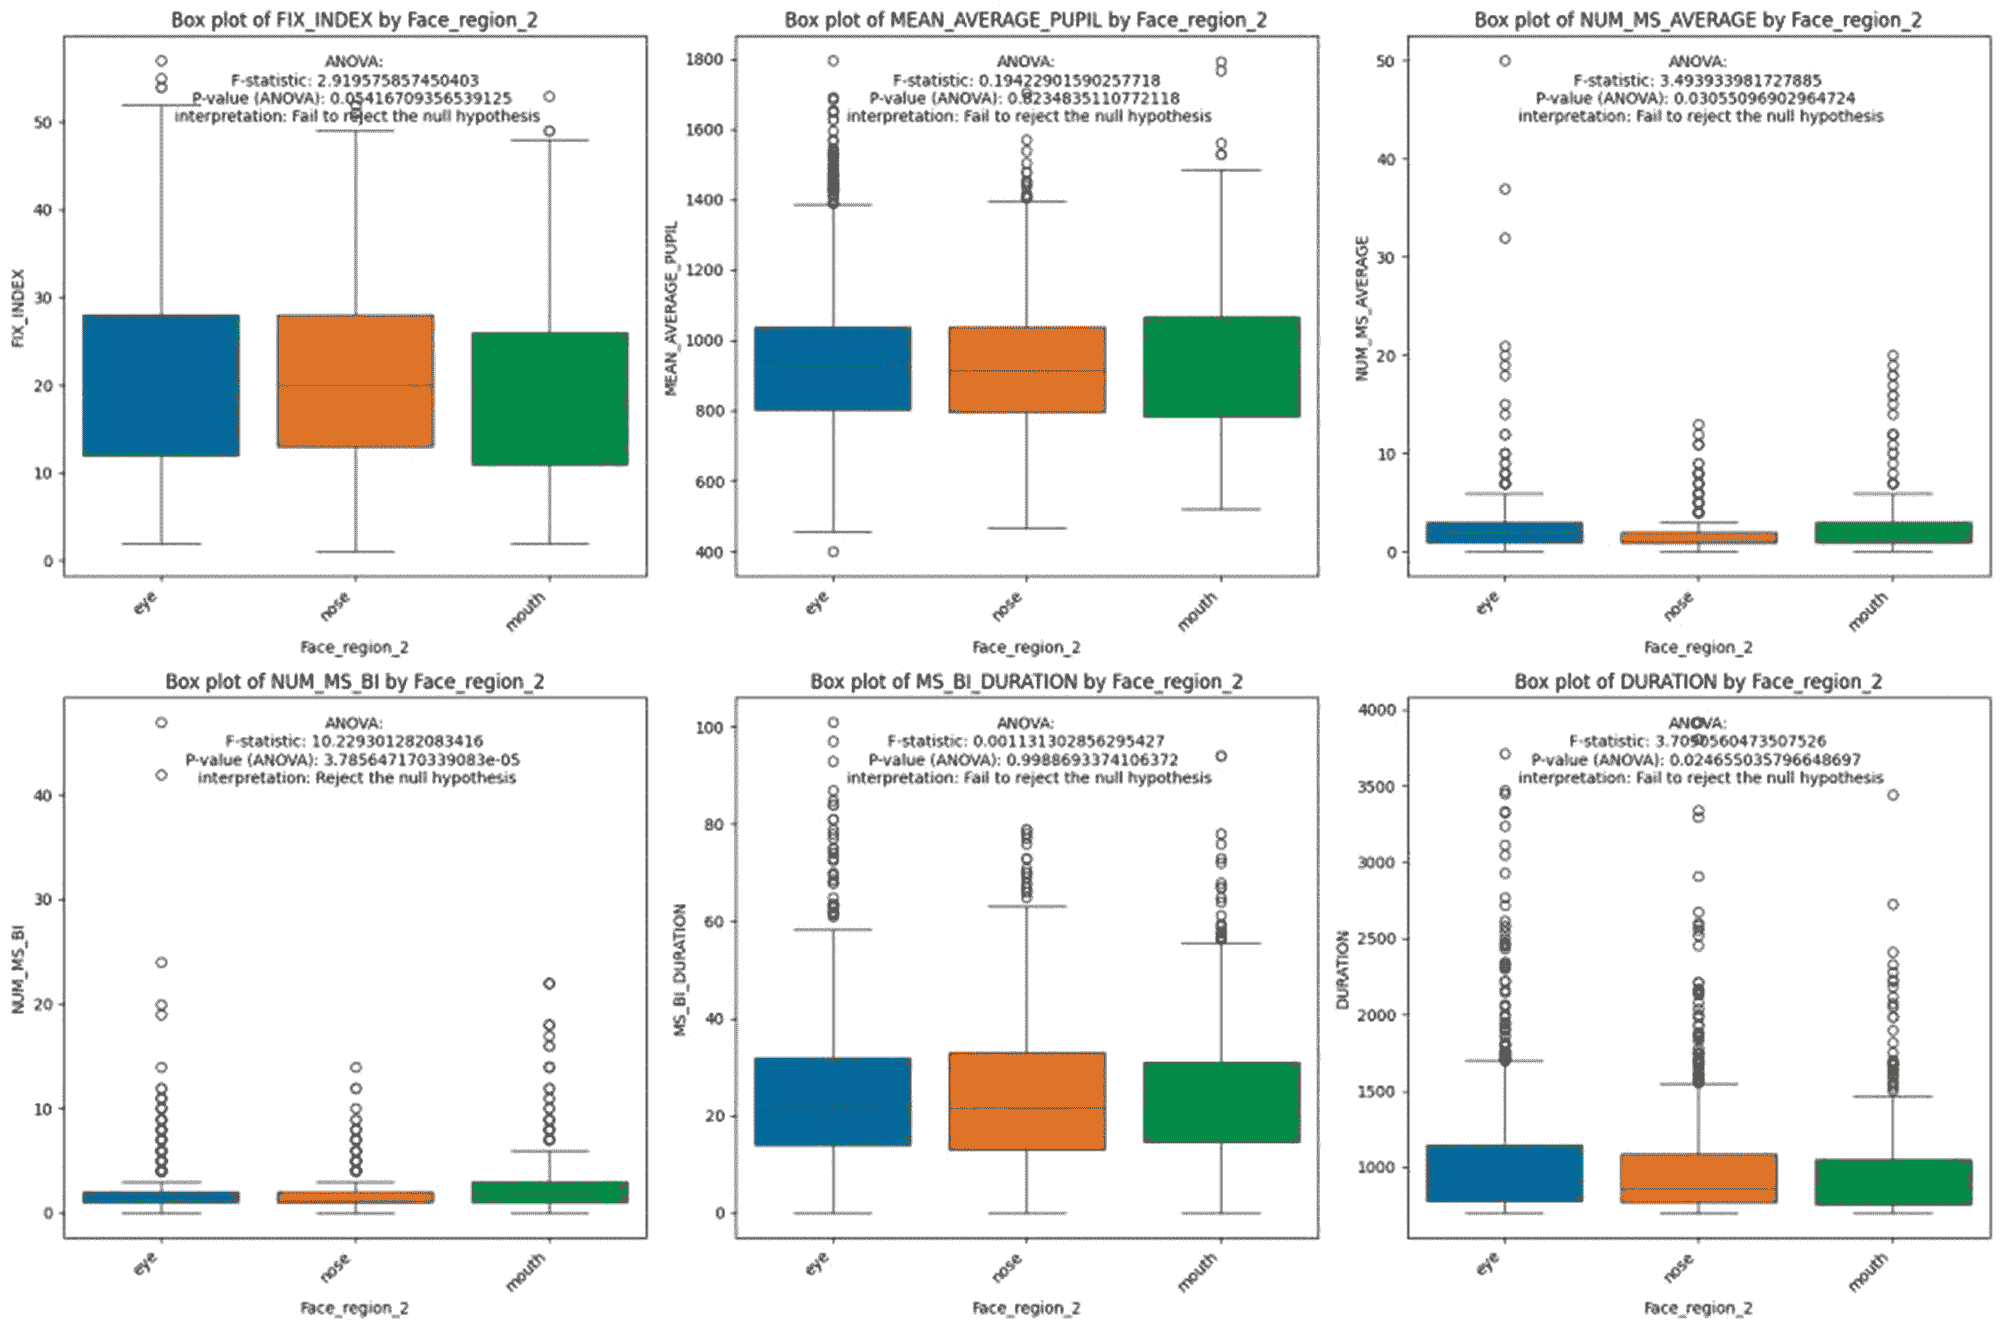 Box plot of FIX_INDEX by Face_region_2
ANOVA:
F-statistic: 2.919575857450403
P-value (ANOVA): 0.05416709356539125
interpretation: Fail to reject the null hypothesis
FIX_INDEX
50
40
30
20
10
0
eye
nose
mouth
Face_region_2
Box plot of MEAN_AVERAGE_PUPIL by Face_region_2
ANOVA:
F-statistic: 0.19422901590257718
P-value (ANOVA): 0.8234835110772118
interpretation: Fail to reject the null hypothesis
MEAN_AVERAGE_PUPIL
1800
1600
1400
1200
1000
800
600
400
eye
nose
mouth
Face_region_2
Box plot of NUM_MS_AVERAGE by Face_region_2
ANOVA:
F-statistic: 3.493933981727885
P-value (ANOVA): 0.03055096902964724
interpretation: Fail to reject the null hypothesis
NUM_MS_AVERAGE
50
40
30
20
10
0
eye
nose
mouth
Face_region_2
Box plot of NUM_MS_BI by Face_region_2
ANOVA:
F-statistic: 10.229301282083416
P-value (ANOVA): 3.785647170339083e-05
interpretation: Reject the null hypothesis
NUM_MS_BI
40
30
20
10
0
eye
nose
mouth
Face_region_2
Box plot of MS_BI_DURATION by Face_region_2
ANOVA:
F-statistic: 0.001131302856295427
P-value (ANOVA): 0.9988693374106372
interpretation: Fail to reject the null hypothesis
MS_BI_DURATION
100
80
60
40
20
0
eye
nose
mouth
Face_region_2
Box plot of DURATION by Face_region_2
ANOVA:
F-statistic:
P-value (ANOVA): 0.024655035796648697
interpretation: Fail to reject the null hypothesis
DURATION
4000
3500
3000
2500
2000
1500
1000
eye
nose
mouth
Face_region_2